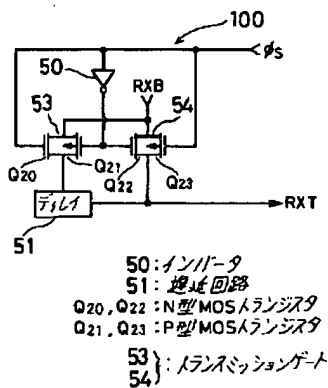 100
50
φS
RXB
53
54
Q20
Q21
Q22
Q23
ディレイ
RXT
51
50:インバータ
51:遅延回路
Q20,Q22:N型MOSトランジスタ
Q21,Q23:P型MOSトランジスタ
53
54}:トランスミッションゲート